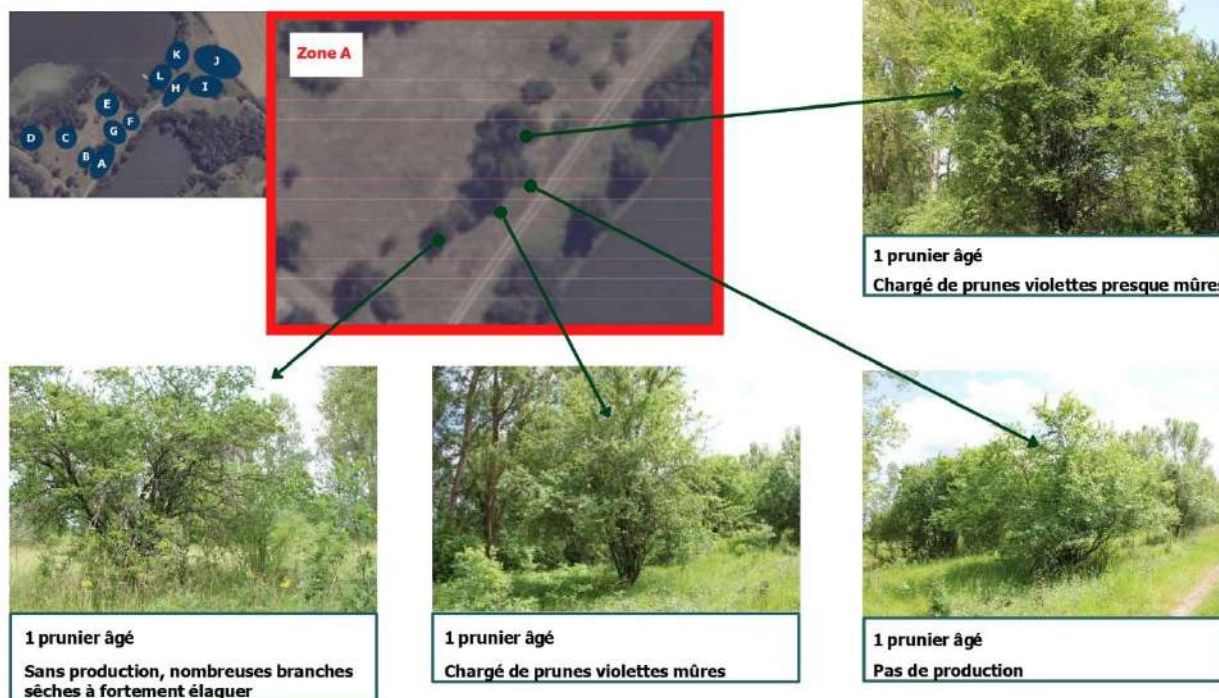 Zone A
K
J
L
H
I
E
F
G
D
C
B
A
1 prunier âgé
Chargé de prunes violettes presque mûres
1 prunier âgé
Sans production, nombreuses branches
sêches à fortement élaguer
1 prunier âgé
Chargé de prunes violettes mûres
1 prunier âgé
Pas de production